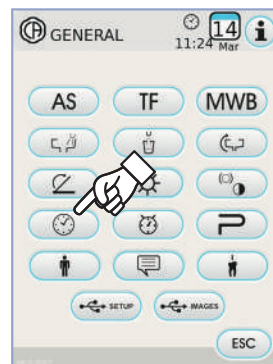 GENERAL
14
11:24 Mar
i
AS TF MWB
SETUP IMAGES
ESC